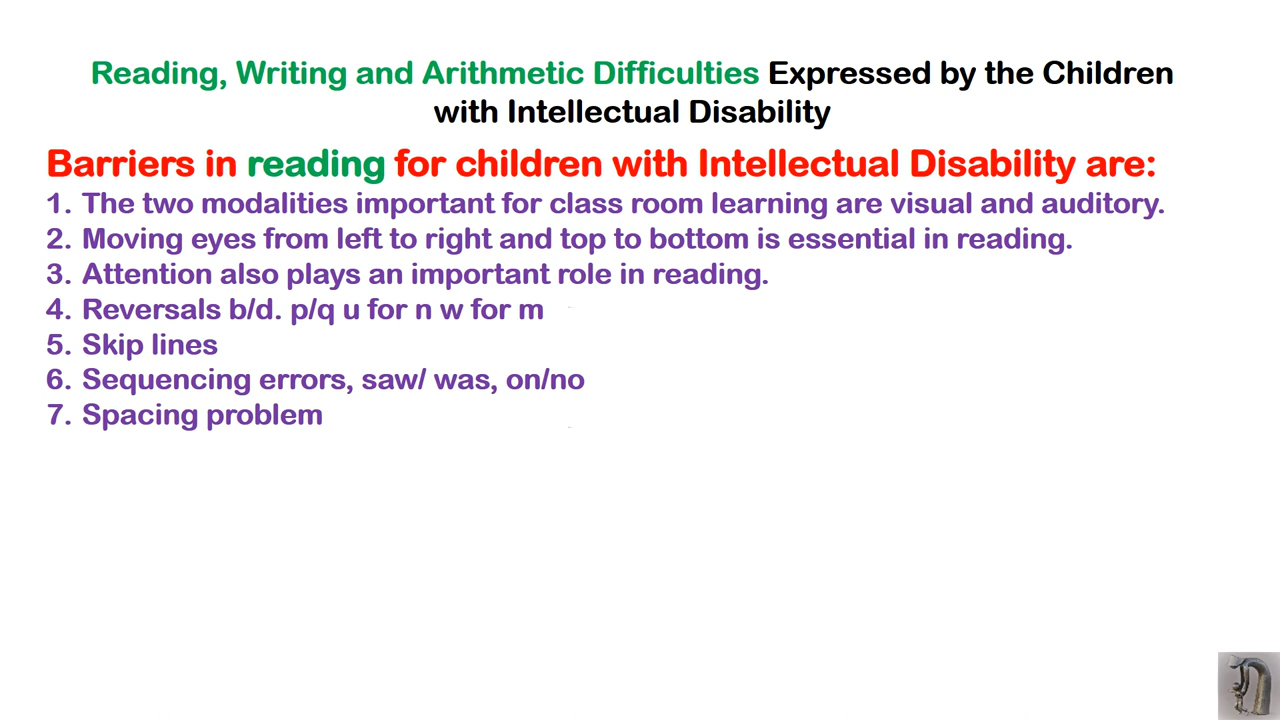 Reading, Writing and Arithmetic Difficulties Expressed by the Children
with Intellectual Disability
Barriers in reading for children with Intellectual Disability are:
1. The two modalities important for class room learning are visual and auditory.
2. Moving eyes from left to right and top to bottom is essential in reading.
3. Attention also plays an important role in reading.
4. Reversals b/d. p/q u for n w for m
5. Skip lines
6. Sequencing errors, saw/ was, on/no
7. Spacing problem